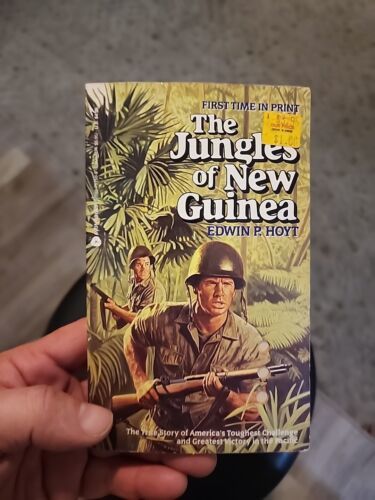 FIRST TIME IN PRINT
The
Jungles
of New
Guinea
EDWIN P. HOYT
The True Story of America's Toughest Challenge
and Greatest Victory in the Pacific